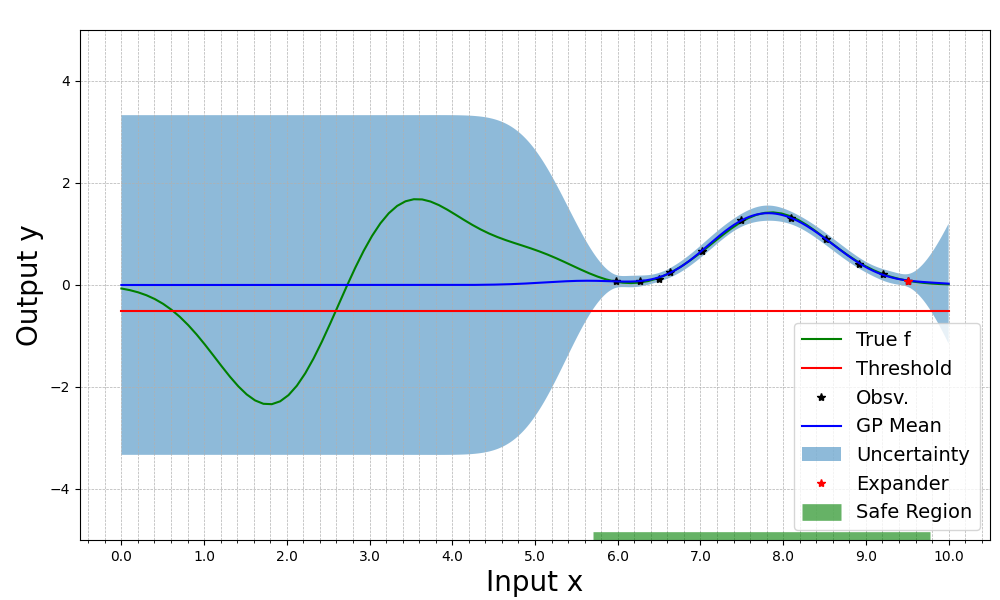 4
2
0
−2
−4
Output y
0.0 1.0 2.0 3.0 4.0 5.0 6.0 7.0 8.0 9.0 10.0
Input x
True f
Threshold
Obsv.
GP Mean
Uncertainty
Expander
Safe Region